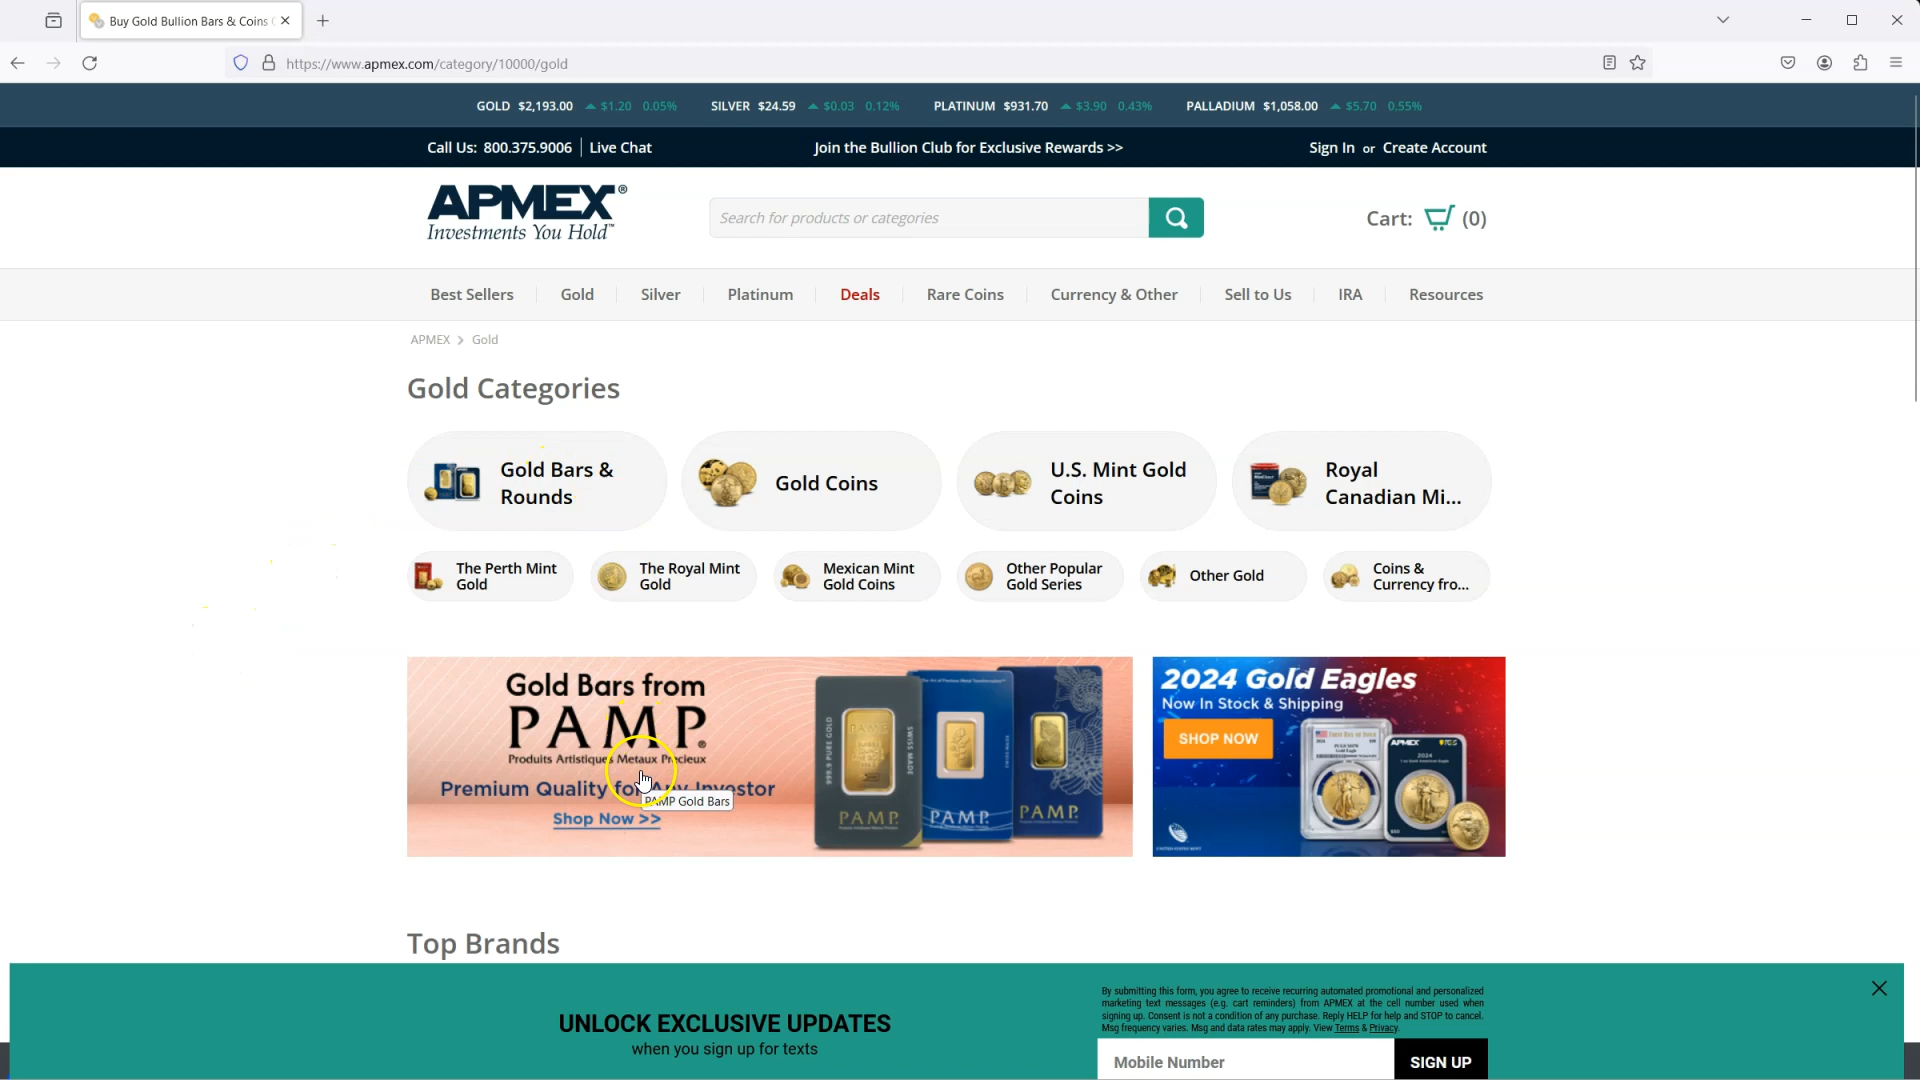 Buy Gold Bullion Bars & Coins
https://www.apmex.com/category/10000/gold
GOLD $2,193.00 $1.20 0.05% SILVER $24.59 $0.03 0.12% PLATINUM $931.70 $3.90 0.43% PALLADIUM $1,058.00 $5.70 0.55%
Call Us: 800.375.9006 Live Chat Join the Bullion Club for Exclusive Rewards >> Sign In or Create Account
APMEX®
Investments You Hold™
Search for products or categories
Cart: (0)
Best Sellers Gold Silver Platinum Deals Rare Coins Currency & Other Sell to Us IRA Resources
APMEX > Gold
Gold Categories
Gold Bars &
Rounds
Gold Coins
U.S. Mint Gold
Coins
Royal
Canadian Mi...
The Perth Mint
Gold
The Royal Mint
Gold
Mexican Mint
Gold Coins
Other Popular
Gold Series
Other Gold
Coins &
Currency fro...
Gold Bars from
PAMP®
Produits Artistiques Metaux Precieux
Premium Quality for Any Investor
Shop Now >>
PAMP Gold Bars
999.9 PURE GOLD
SWISS MADE
PAMP
PAMP
PAMP
2024 Gold Eagles
Now In Stock & Shipping
SHOP NOW
APMEX
Top Brands
UNLOCK EXCLUSIVE UPDATES
when you sign up for texts
By submitting this form, you agree to receive recurring automated promotional and personalized
marketing text messages (e.g. cart reminders) from APMEX at the cell number used when
signing up. Consent is not a condition of any purchase. Reply HELP for help and STOP to cancel.
Msg frequency varies. Msg and data rates may apply. View Terms & Privacy.
Mobile Number
SIGN UP